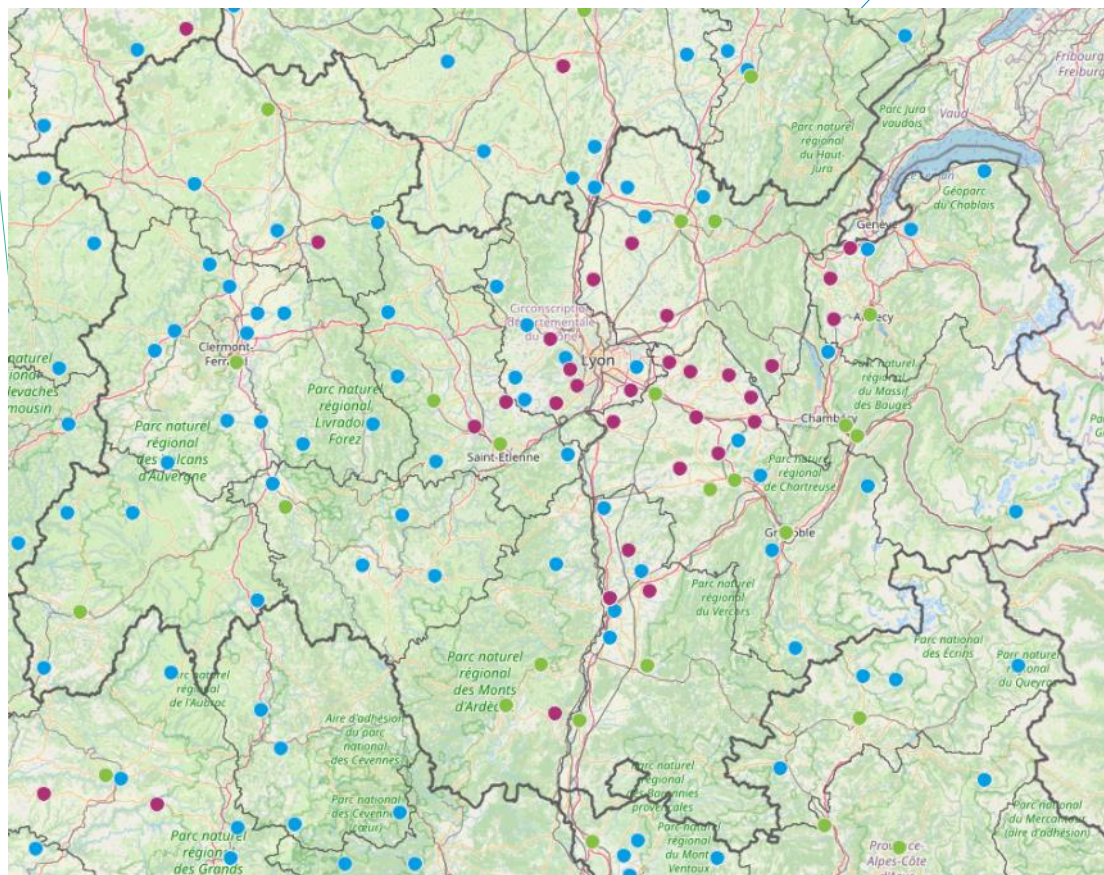 Fribourg
Freiburg
Parc Jura
vaudois
Vaud
Parc naturel
régional
du Haut-
Jura
Géoparc
du Chablais
Genève
Circonscription
départementale
du Rhône
Annecy
Lyon
Clermont-
Ferrand
Parc naturel
régional
du Massif
des Bauges
Parc naturel
régional
Livradois
Forez
Chambéry
Parc naturel
régional
des Volcans
d'Auvergne
Saint-Étienne
Parc naturel
régional
de Chartreuse
Grenoble
Parc naturel
régional
du Vercors
Parc national
des Écrins
Parc naturel
régional
du Queyras
Parc naturel
régional
des Monts
d'Ardèche
Parc naturel
régional
de l'Aubrac
Aire d'adhésion
du parc
national
des Cévennes
Parc naturel
régional
des Baronnies
provençales
Parc national
des Cévennes
(cœur)
Parc national
du Mercantour
(aire d'adhésion)
Parc naturel
régional
des Grands
Parc naturel
régional
du Mont
Ventoux
Provence-
Alpes-Côte